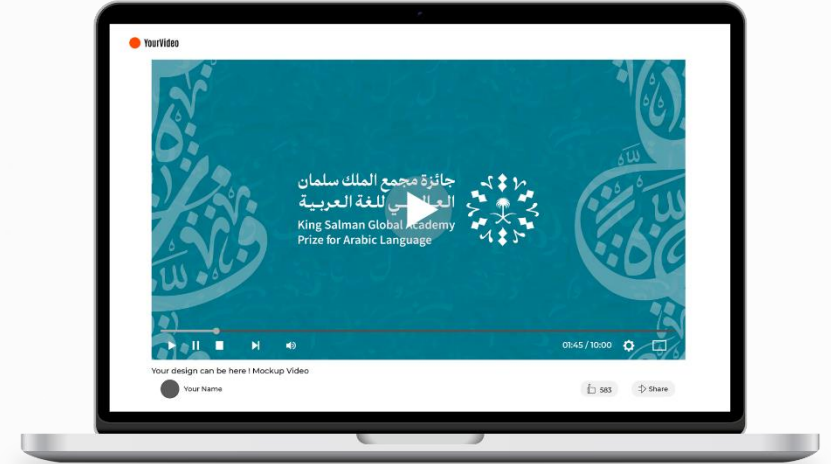 YourVideo
جائزة مجمع الملك سلمان
العالمي للغة العربية
King Salman Global Academy
Prize for Arabic Language
01:45 / 10:00
Your design can be here ! Mockup Video
Your Name
583
Share